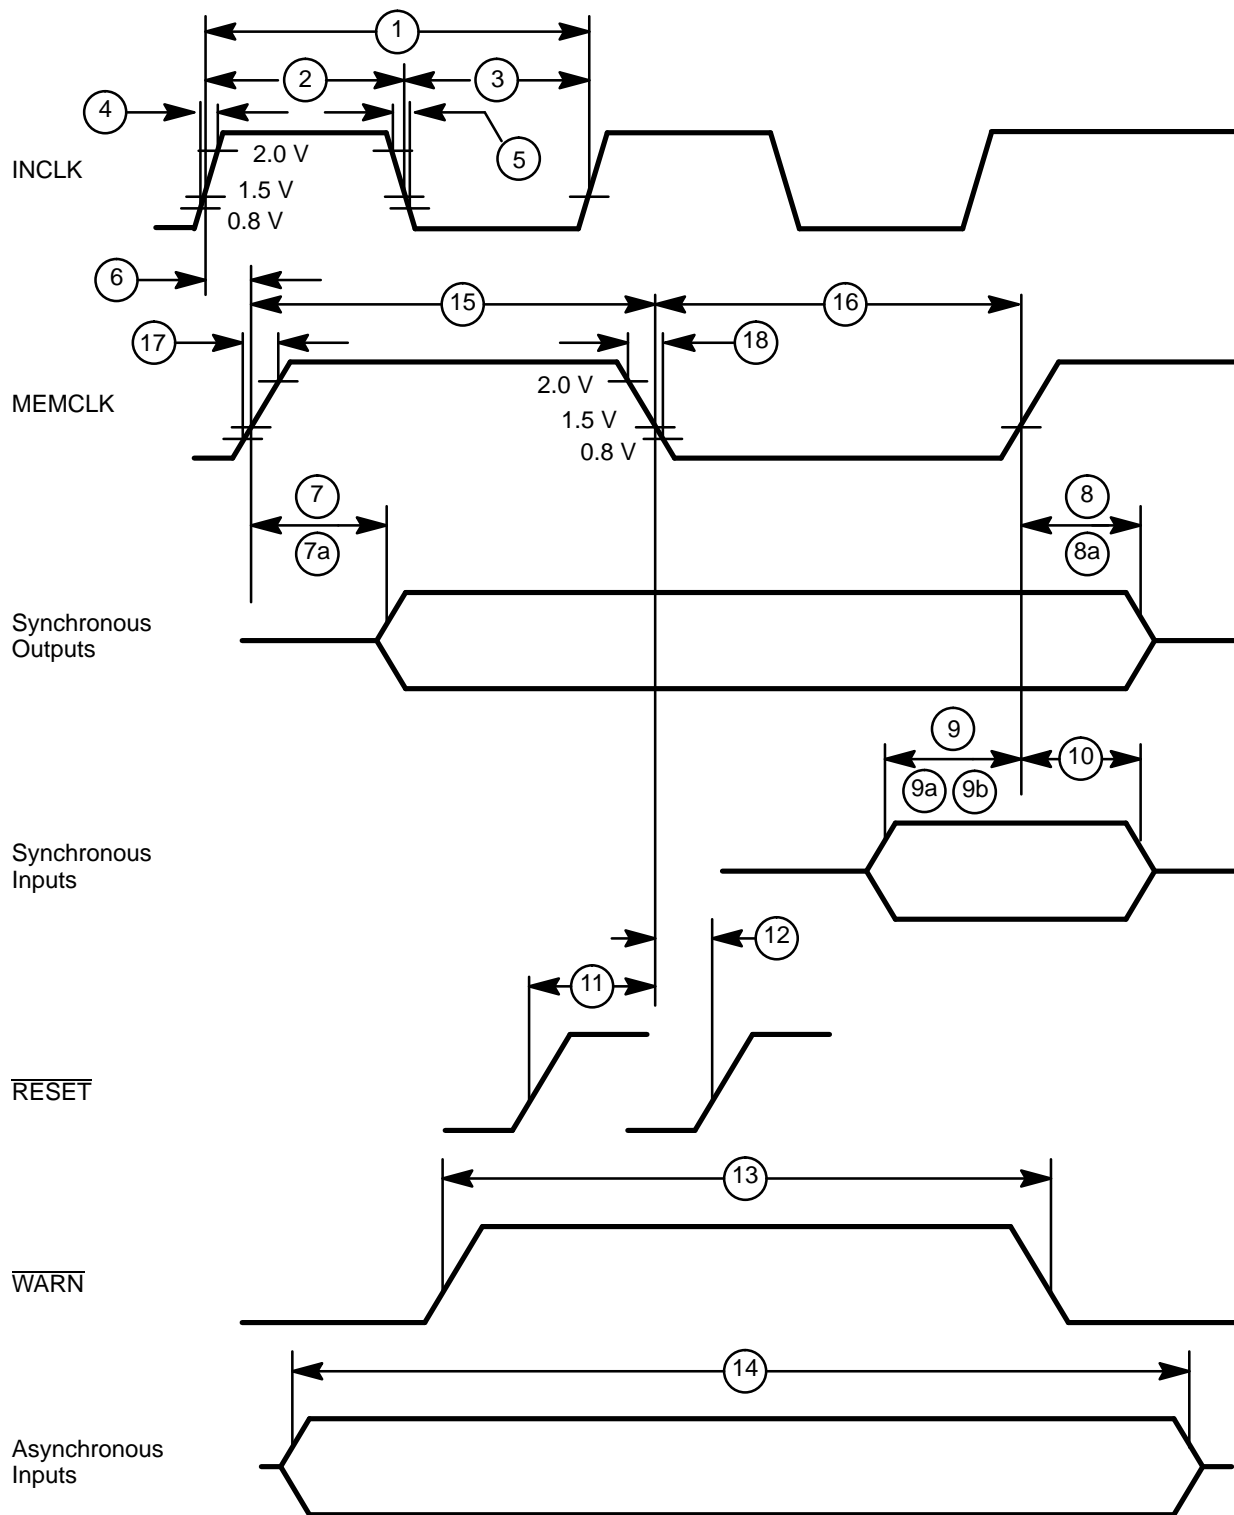 1
2
3
4
5
2.0 V
INCLK
1.5 V
0.8 V
6
15
16
17
18
2.0 V
MEMCLK
1.5 V
0.8 V
7
8
7a
8a
Synchronous
Outputs
9
10
9a
9b
Synchronous
Inputs
12
11
RESET
13
WARN
14
Asynchronous
Inputs